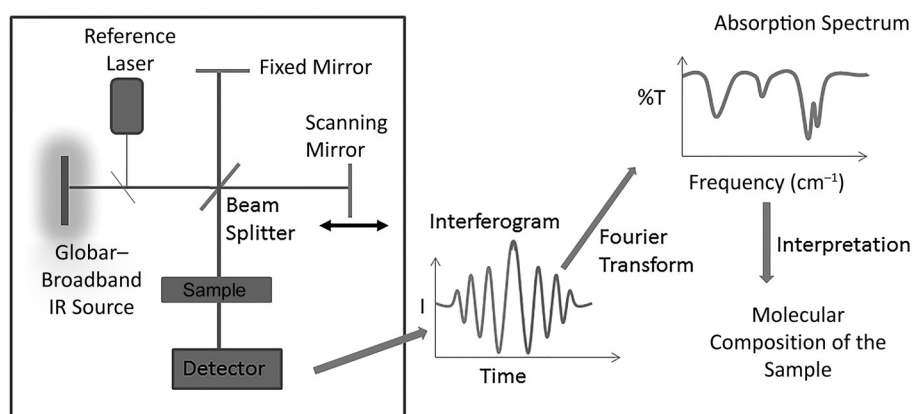 Reference
Laser
Fixed Mirror
Scanning
Mirror
Beam
Splitter
Globar–
Broadband
IR Source
Sample
Detector
Interferogram
I
Time
Fourier
Transform
Absorption Spectrum
%T
Frequency (cm⁻¹)
Interpretation
Molecular
Composition of the
Sample